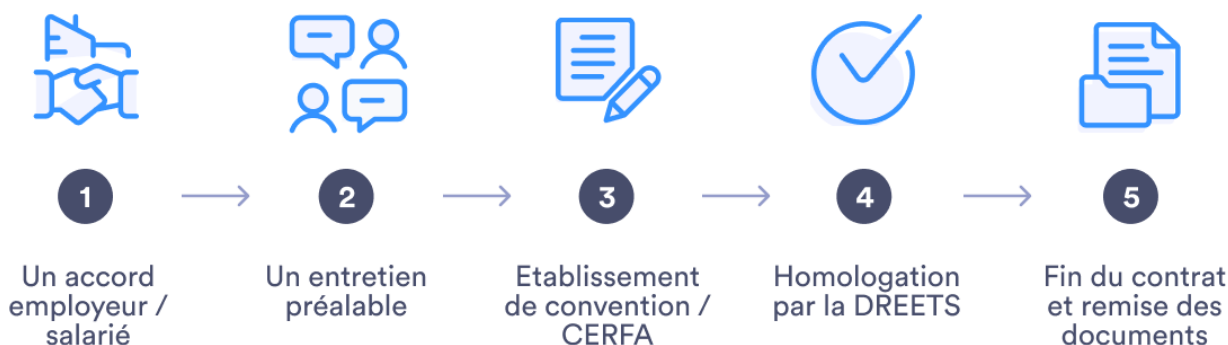 1
2
3
4
5
Un accord
employeur /
salarié
Un entretien
préalable
Etablissement
de convention /
CERFA
Homologation
par la DREETS
Fin du contrat
et remise des
documents